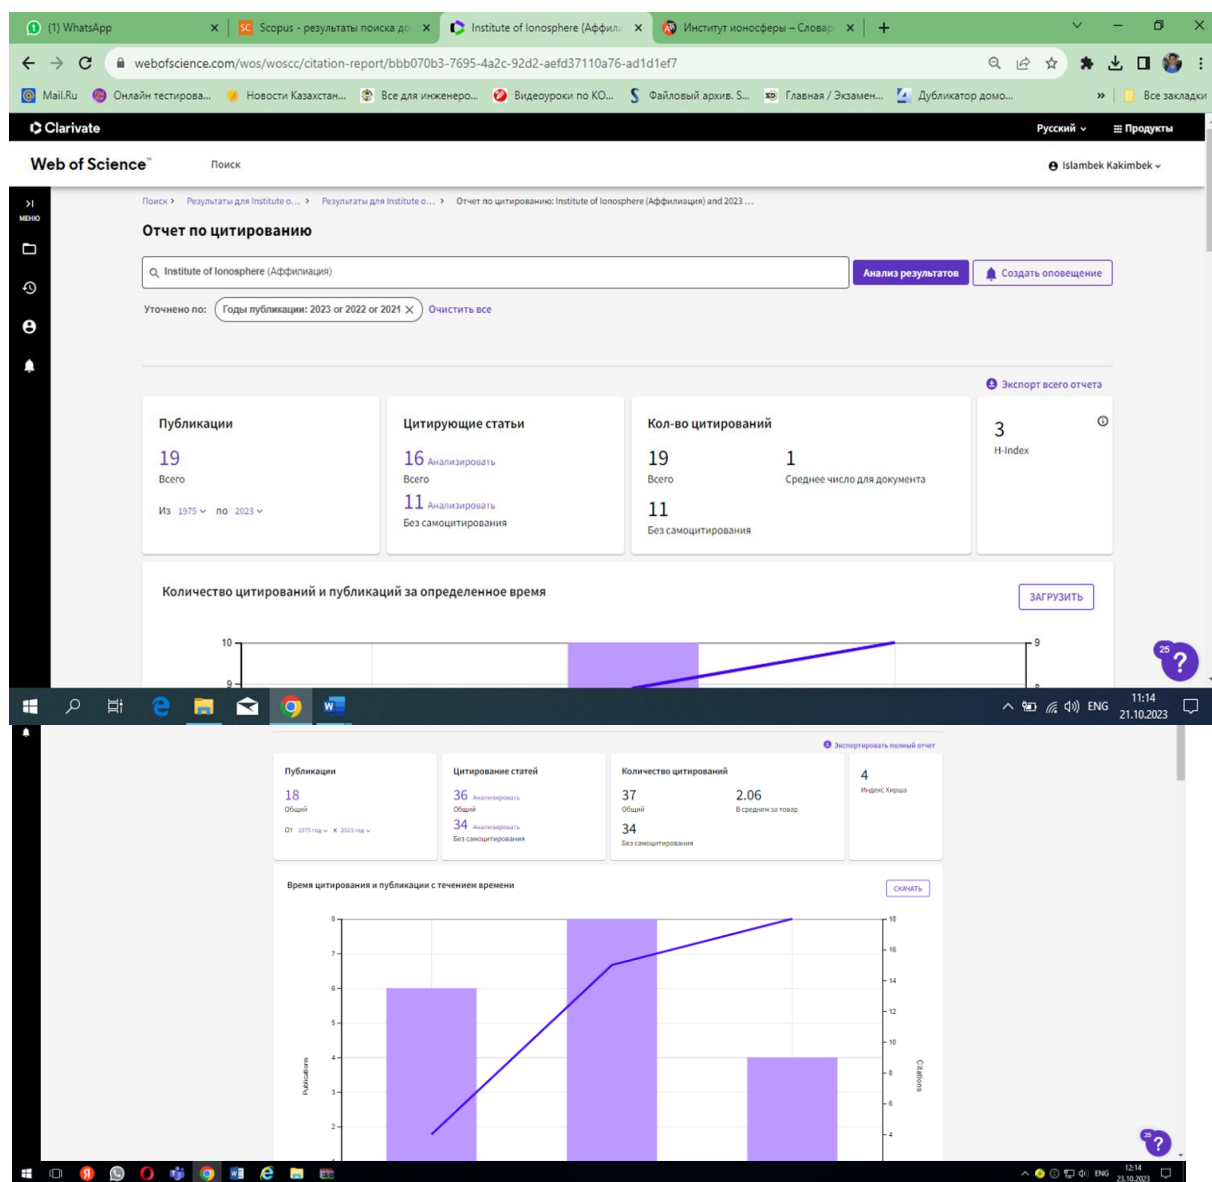 (1) WhatsApp
Scopus - результаты поиска до
Institute of Ionosphere (Аффили
Институт ионосферы – Словар
webofscience.com/wos/woscc/citation-report/bbb070b3-7695-4a2c-92d2-aefd37110a76-ad1d1ef7
Mail.Ru
Онлайн тестирова...
Новости Казахстан...
Все для инженеро...
Видеоуроки по КО...
Файловый архив. S...
Главная / Экзамен...
Дубликатор домо...
»
Все закладки
Clarivate
Русский
Продукты
Web of Science™
Поиск
Islambek Kakimbek
МЕНЮ
Поиск > Результаты для Institute o... > Результаты для Institute o... > Отчет по цитированию: Institute of Ionosphere (Аффилиация) and 2023 ...
Отчет по цитированию
Institute of Ionosphere (Аффилиация)
Анализ результатов
Создать оповещение
Уточнено по: Годы публикации: 2023 or 2022 or 2021 Очистить все
Экспорт всего отчета
Публикации
19
Всего
Из 1975 по 2023
Цитирующие статьи
16 Анализировать
Всего
11 Анализировать
Без самоцитирования
Кол-во цитирований
19
Всего
1
Среднее число для документа
11
Без самоцитирования
3
H-Index
Количество цитирований и публикаций за определенное время
ЗАГРУЗИТЬ
10
9
9
25
?
W
ENG
11:14
21.10.2023
Экспортировать полный отчет
Публикации
18
Общий
От 1975 год к 2023 год
Цитирование статей
36 Анализировать
Общий
34 Анализировать
Без самоцитирования
Количество цитирований
37
Общий
2.06
В среднем за товар
34
Без самоцитирования
4
Индекс Хирша
Время цитирования и публикации с течением времени
СКАЧАТЬ
8
7
6
5
4
3
2
Publications
18
16
14
12
10
8
6
4
Citations
25
?
ENG
12:14
23.10.2023